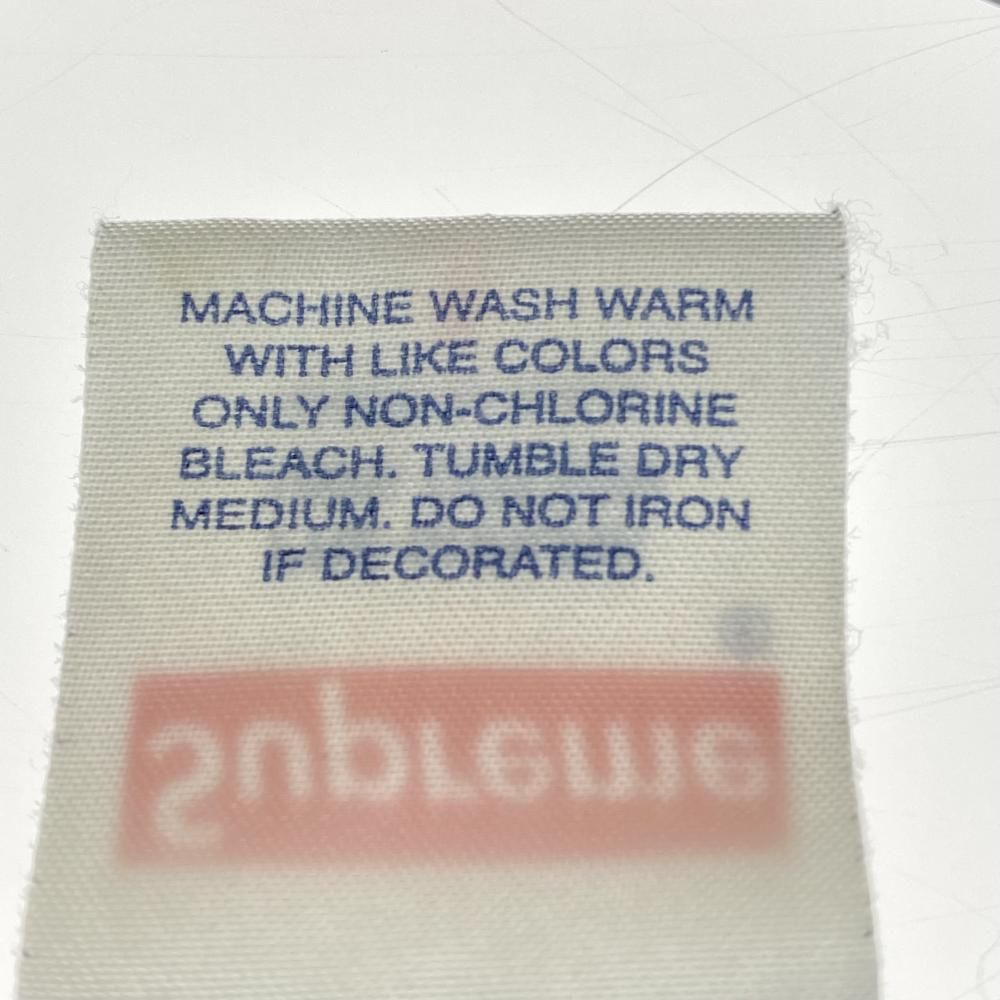 MACHINE WASH WARM
WITH LIKE COLORS
ONLY NON-CHLORINE
BLEACH. TUMBLE DRY
MEDIUM. DO NOT IRON
IF DECORATED.
Supreme